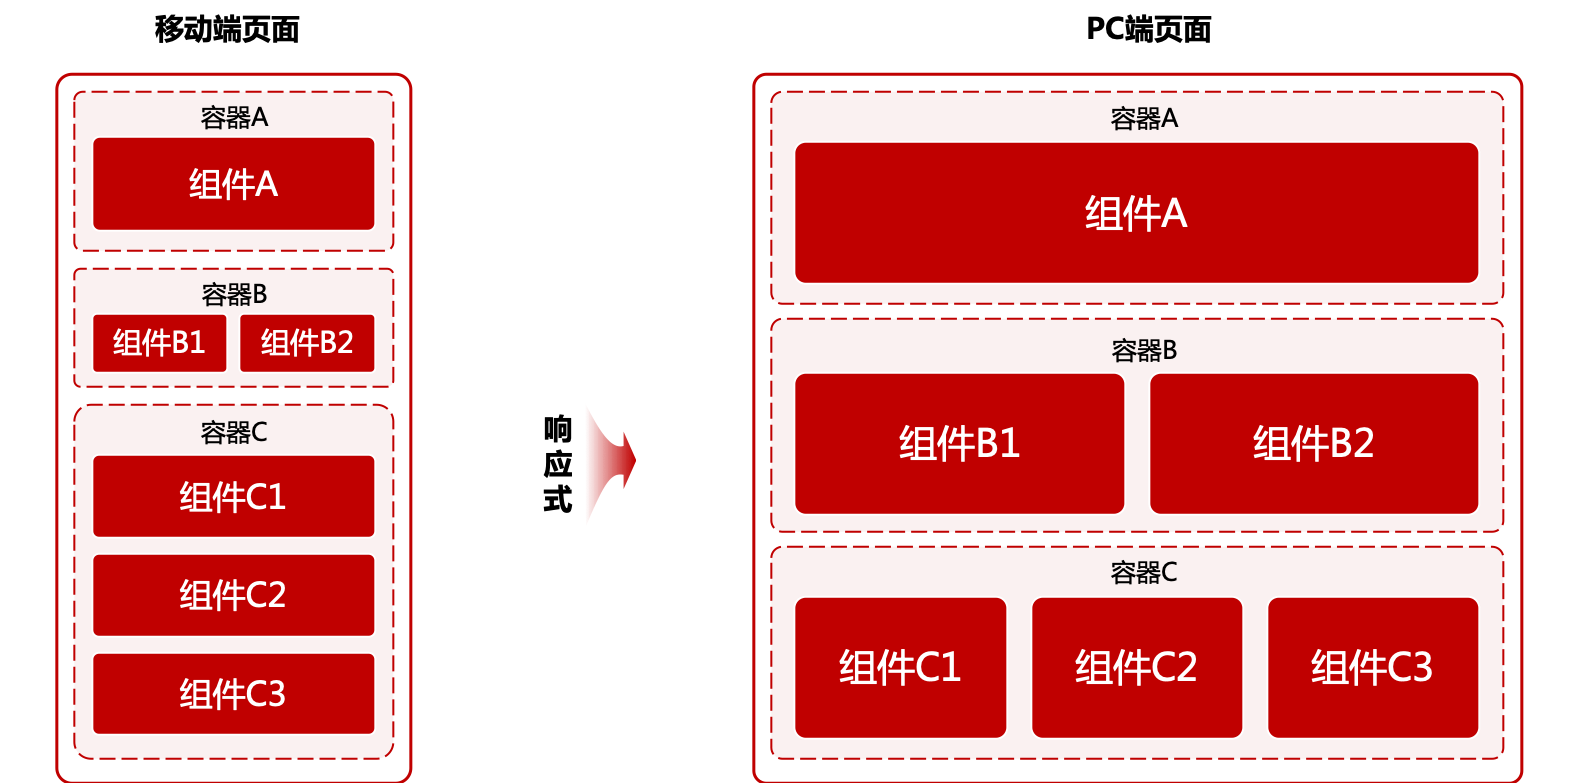 移动端页面
容器A
组件A
容器B
组件B1 组件B2
容器C
组件C1
组件C2
组件C3
响应式
PC端页面
容器A
组件A
容器B
组件B1 组件B2
容器C
组件C1 组件C2 组件C3